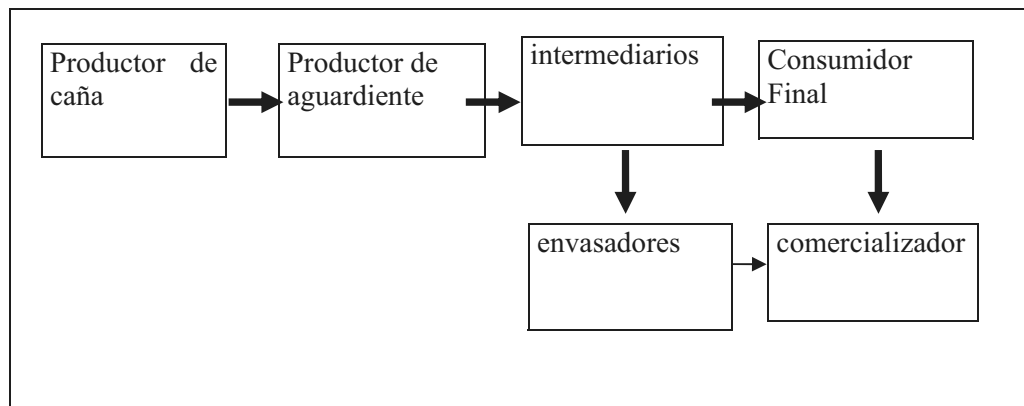 Productor de
caña
Productor de
aguardiente
intermediarios
Consumidor
Final
envasadores
comercializador